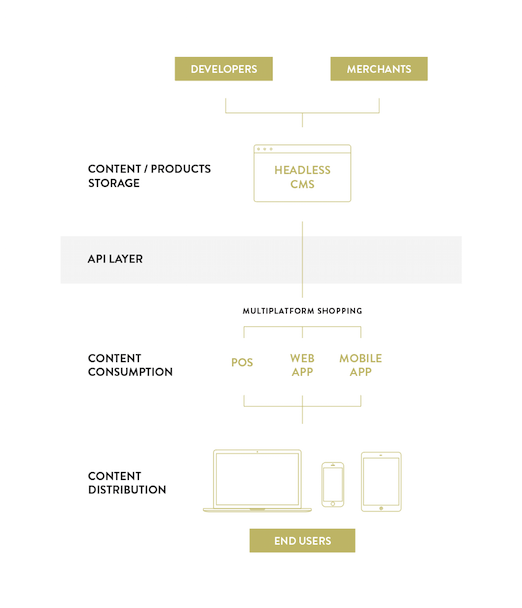 DEVELOPERS
MERCHANTS
CONTENT / PRODUCTS
STORAGE
HEADLESS
CMS
API LAYER
MULTIPLATFORM SHOPPING
CONTENT
CONSUMPTION
POS
WEB
APP
MOBILE
APP
CONTENT
DISTRIBUTION
END USERS